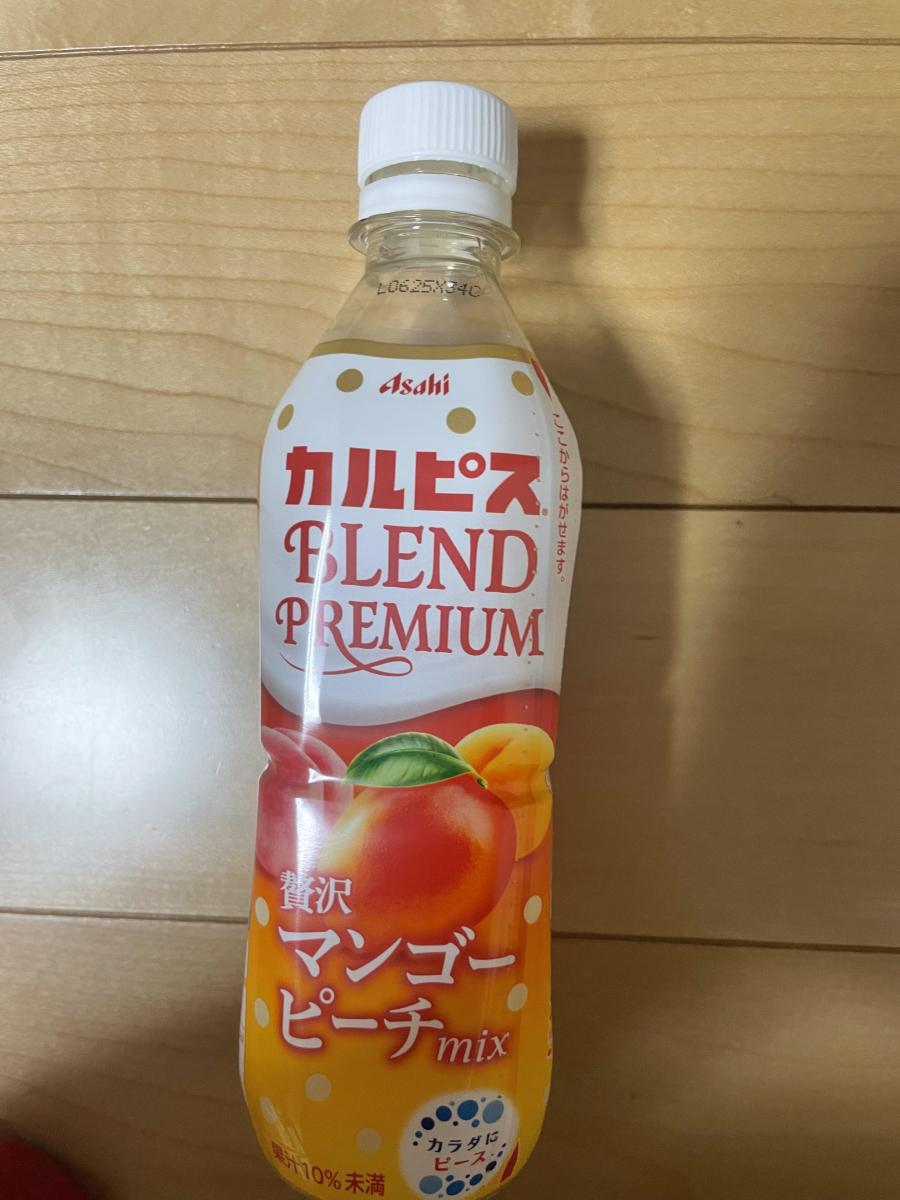 L0625X34C
Asahi
カルピス®
BLEND
PREMIUM
ここからはがせます。
贅沢
マンゴー
ピーチmix
カラダに
ピース
果汁10%未満